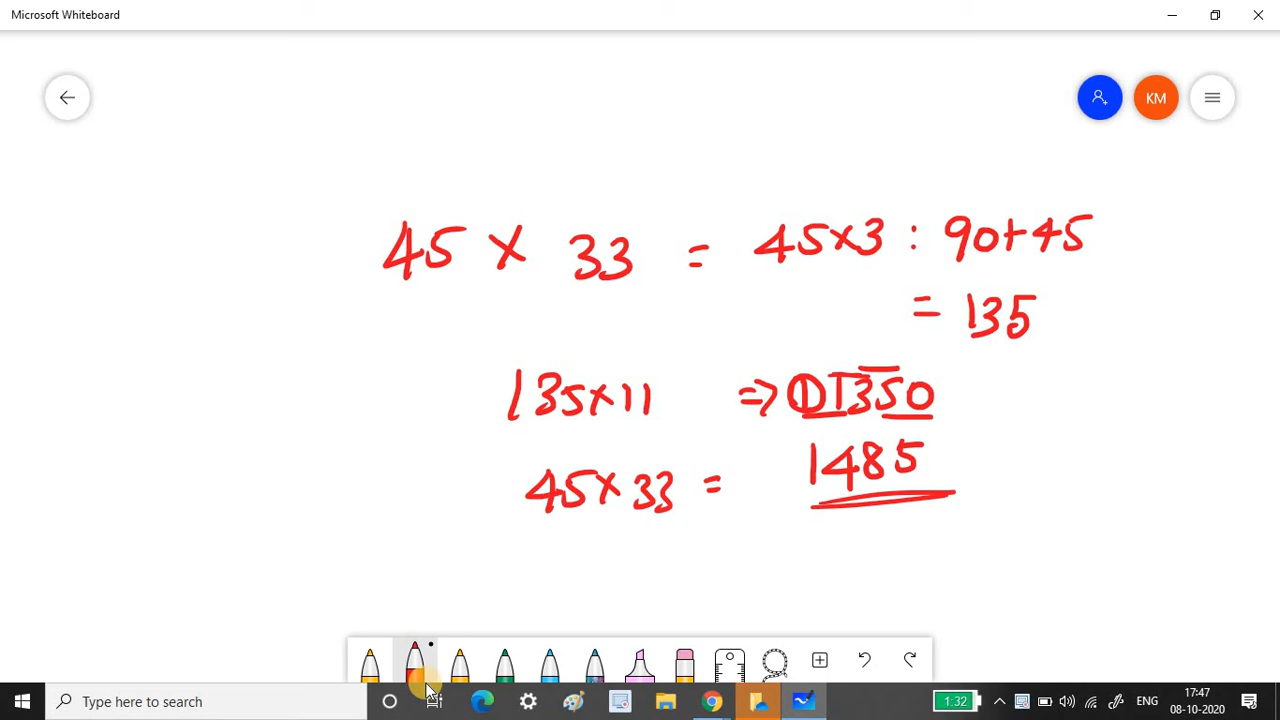 Microsoft Whiteboard
KM
45 × 33 = 45×3 : 90+45
= 135
135×11 => 01350
1485
45×33 =
Type here to search
1:32
ENG
17:47
08-10-2020